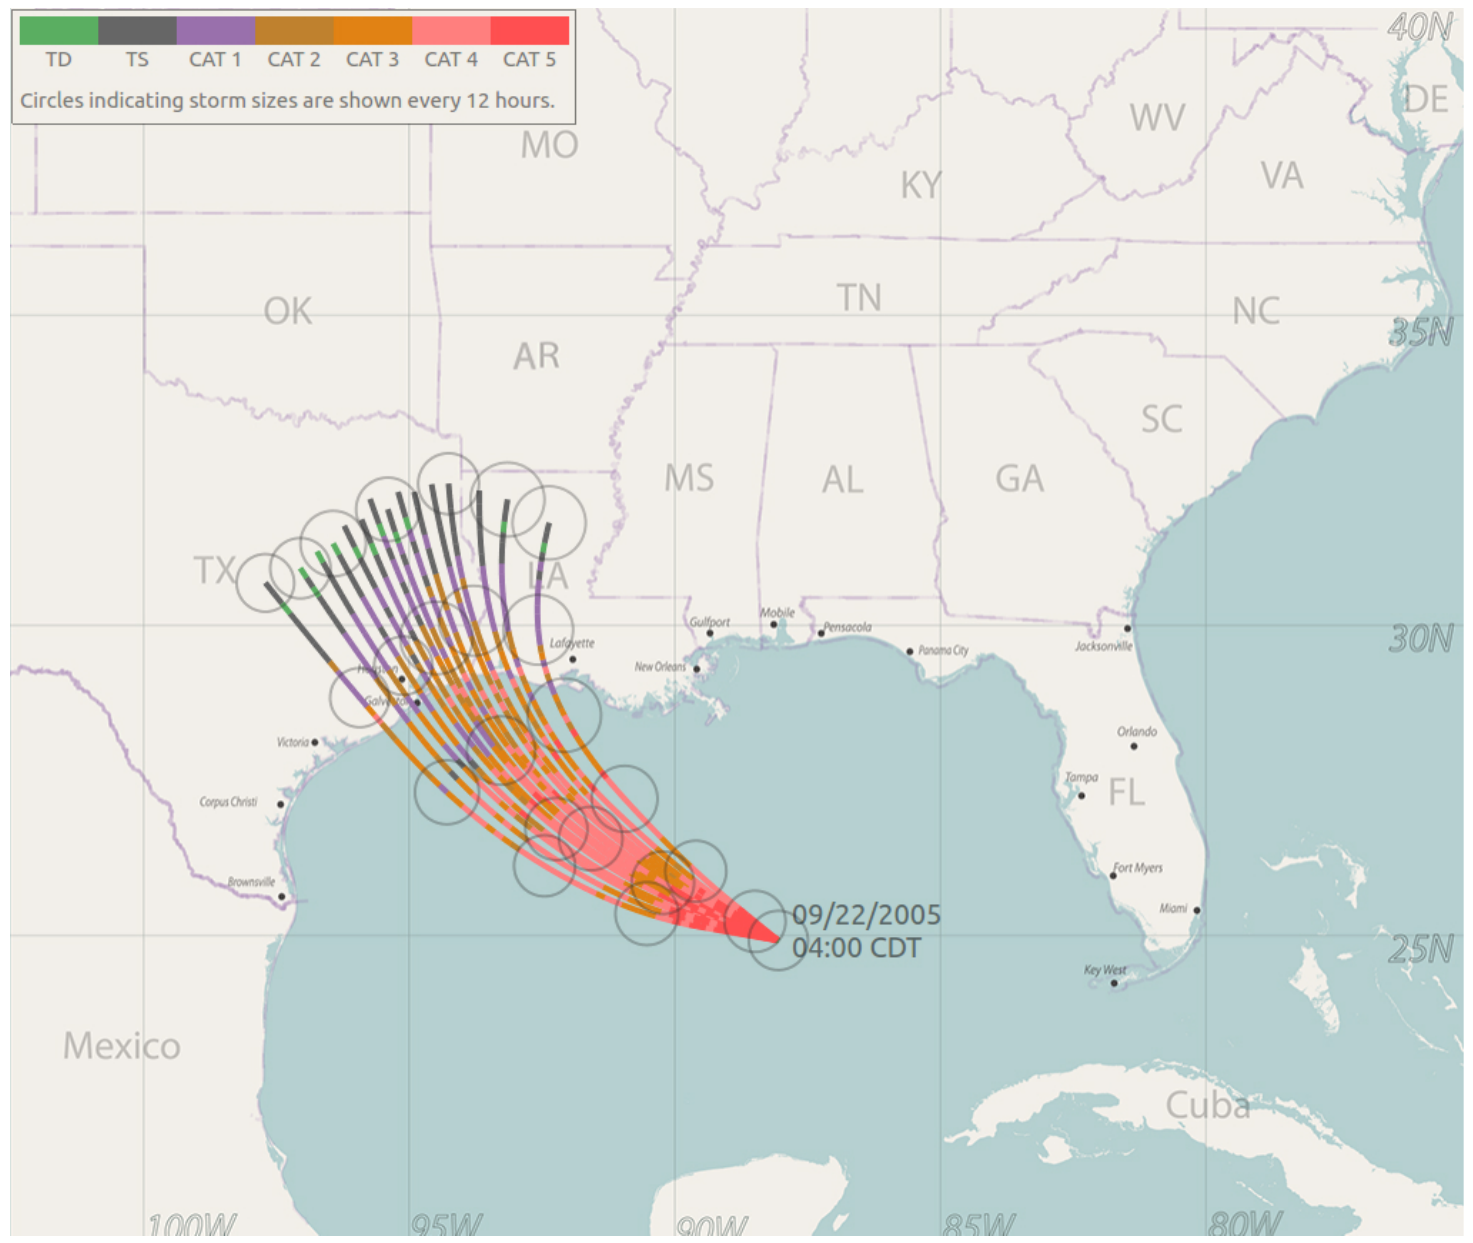 TD TS CAT 1 CAT 2 CAT 3 CAT 4 CAT 5
Circles indicating storm sizes are shown every 12 hours.
40N
DE
WV
MO
VA
KY
TN
OK
NC
35N
AR
SC
MS
AL
GA
TX
LA
Mobile
Gulfport
Pensacola
30N
Jacksonville
Lafayette
Panama City
New Orleans
Houston
Galveston
Orlando
Victoria
Tampa
FL
Corpus Christi
Fort Myers
Brownsville
Miami
09/22/2005
04:00 CDT
25N
Key West
Mexico
Cuba
100W
95W
90W
85W
80W